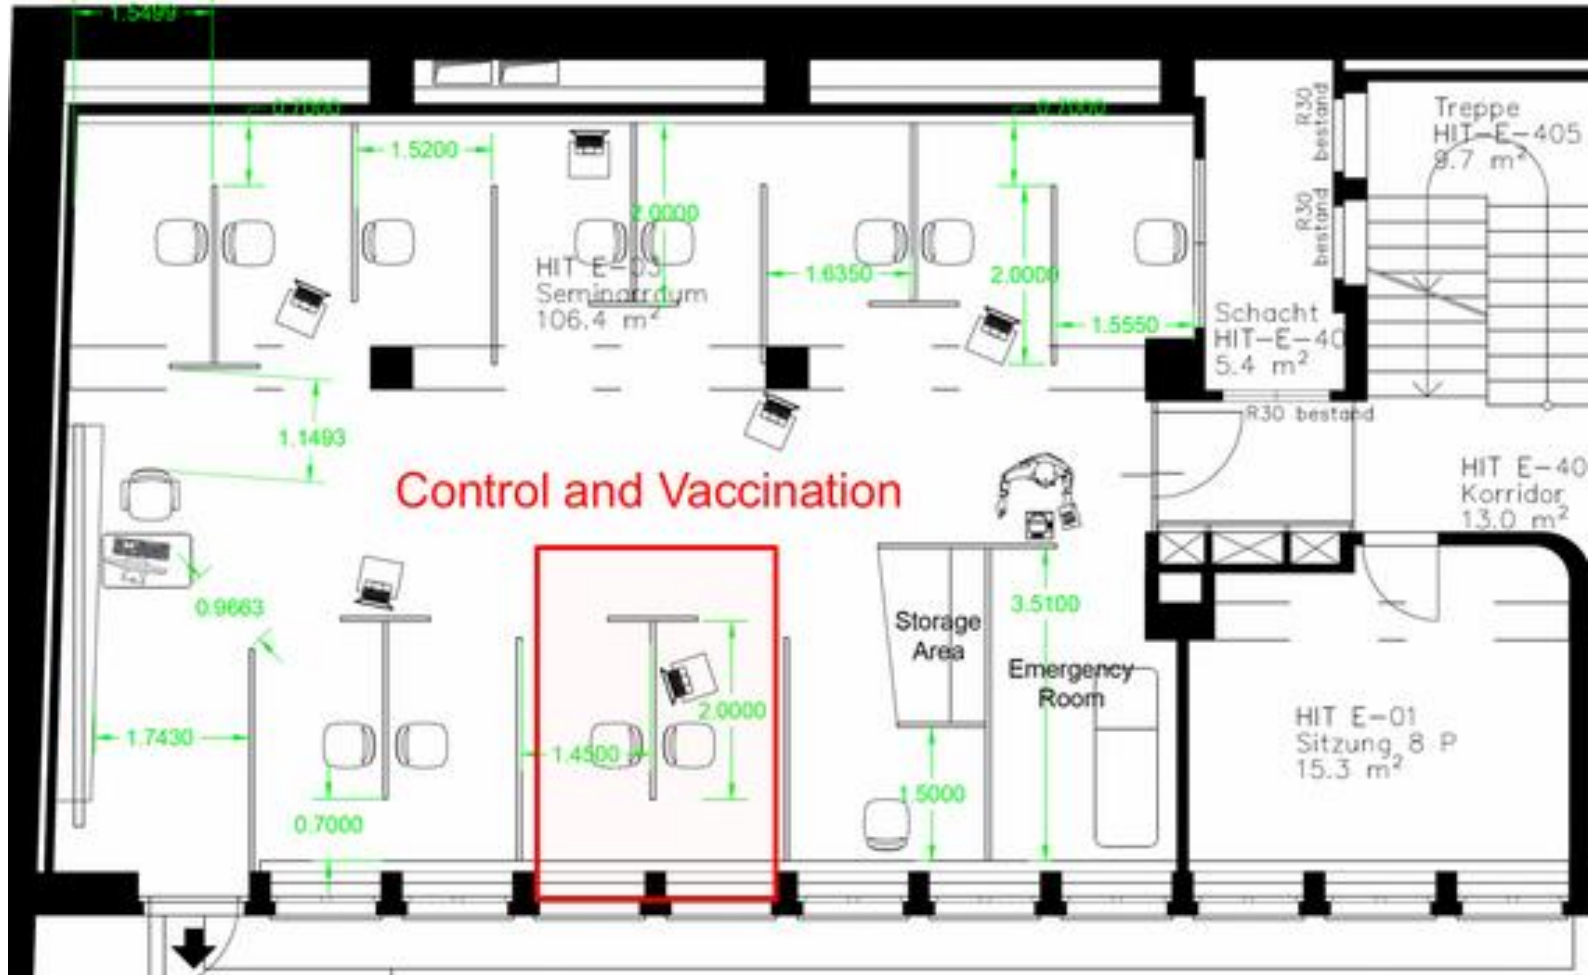 1.5499
0.7000
0.7000
1.5200
2.0000
HIT E-03
Seminarraum
106.4 m²
1.6350
2.0000
1.5550
R30
bestand
R30
bestand
Treppe
HIT-E-405
9.7 m²
Schacht
HIT-E-40
5.4 m²
R30 bestand
1.1493
Control and Vaccination
HIT E-40
Korridor
13.0 m²
0.9663
3.5100
Storage
Area
Emergency
Room
2.0000
1.7430
1.4500
HIT E-01
Sitzung 8 P
15.3 m²
0.7000
1.5000